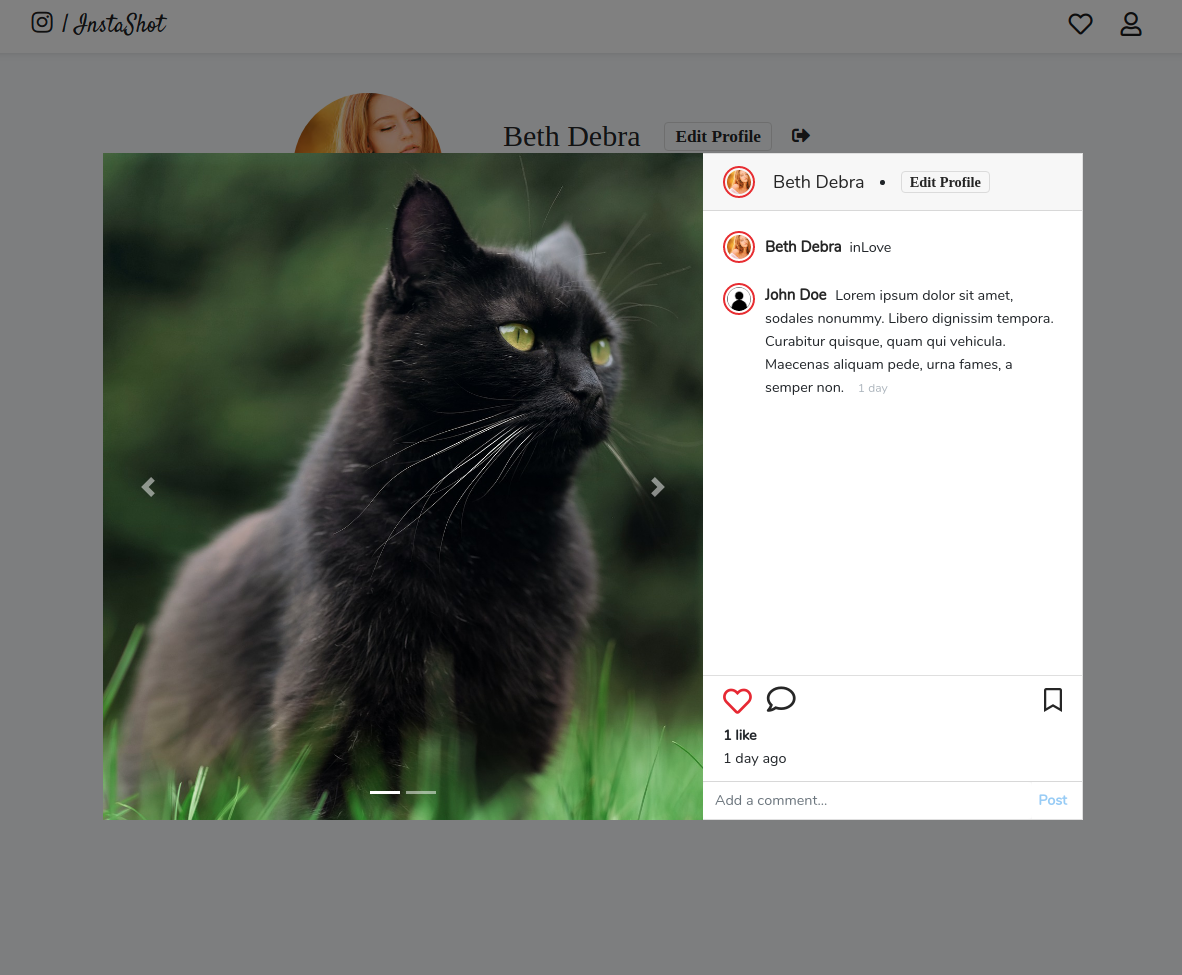 / InstaShot
Beth Debra Edit Profile
Beth Debra • Edit Profile
Beth Debra inLove
John Doe Lorem ipsum dolor sit amet,
sodales nonummy. Libero dignissim tempora.
Curabitur quisque, quam qui vehicula.
Maecenas aliquam pede, urna fames, a
semper non. 1 day
1 like
1 day ago
Add a comment... Post